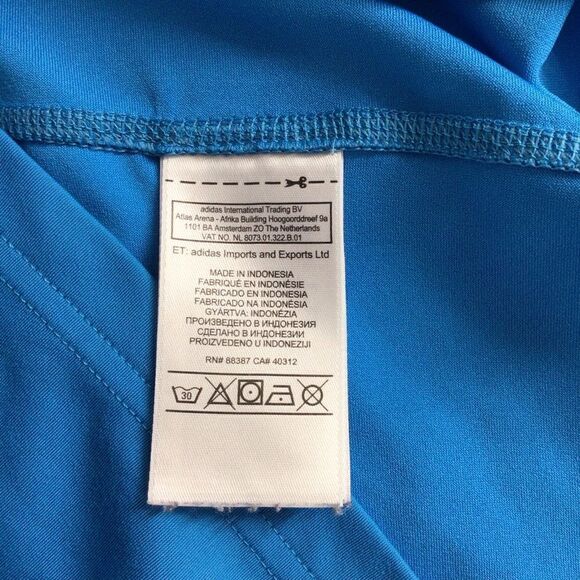 adidas International Trading BV
Atlas Arena - Afrika Building Hoogoorddreef 9a
1101 BA Amsterdam ZO The Netherlands
VAT NO. NL 8073.01.322.B.01
ET: adidas Imports and Exports Ltd
MADE IN INDONESIA
FABRIQUÉ EN INDONÉSIE
FABRICADO EN INDONESIA
FABRICADO NA INDONÉSIA
GYÁRTVA: INDONÉZIA
ПРОИЗВЕДЕНО В ИНДОНЕЗИЯ
СДЕЛАНО В ИНДОНЕЗИИ
PROIZVEDENO U INDONEZIJI
RN# 88387 CA# 40312
30